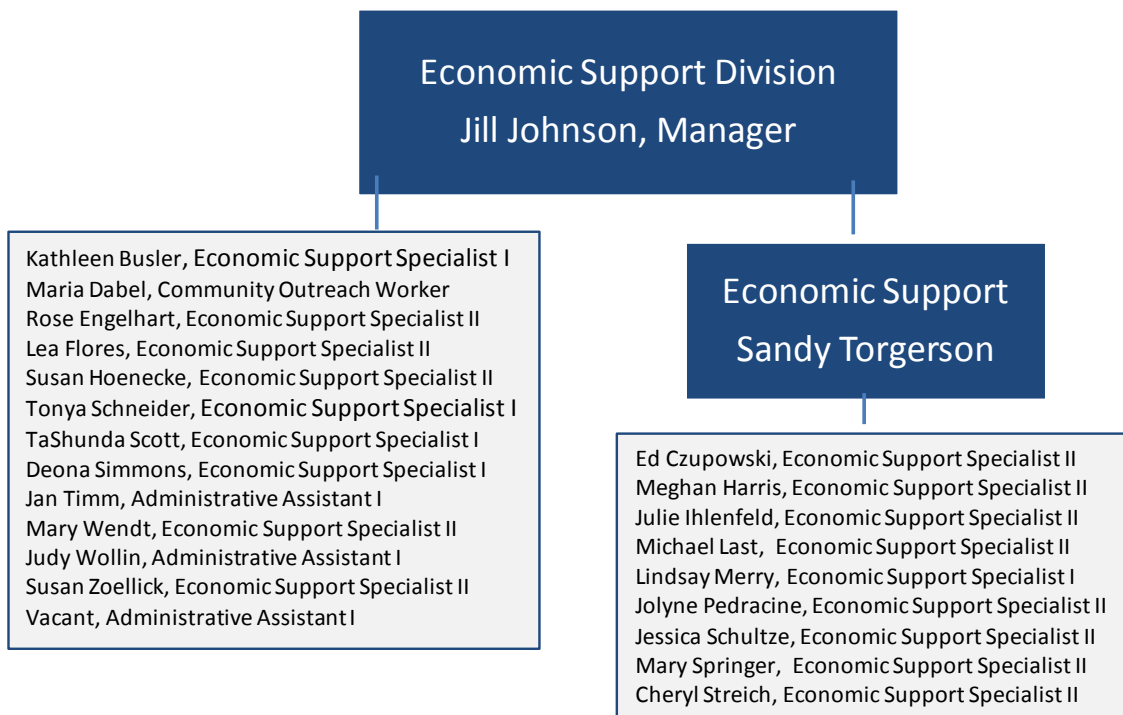 Economic Support Division
Jill Johnson, Manager
Kathleen Busler, Economic Support Specialist I
Maria Dabel, Community Outreach Worker
Rose Engelhart, Economic Support Specialist II
Lea Flores, Economic Support Specialist II
Susan Hoenecke, Economic Support Specialist II
Tonya Schneider, Economic Support Specialist I
TaShunda Scott, Economic Support Specialist I
Deona Simmons, Economic Support Specialist I
Jan Timm, Administrative Assistant I
Mary Wendt, Economic Support Specialist II
Judy Wollin, Administrative Assistant I
Susan Zoellick, Economic Support Specialist II
Vacant, Administrative Assistant I
Economic Support
Sandy Torgerson
Ed Czupowski, Economic Support Specialist II
Meghan Harris, Economic Support Specialist II
Julie Ihlenfeld, Economic Support Specialist II
Michael Last, Economic Support Specialist II
Lindsay Merry, Economic Support Specialist I
Jolyne Pedracine, Economic Support Specialist II
Jessica Schultze, Economic Support Specialist II
Mary Springer, Economic Support Specialist II
Cheryl Streich, Economic Support Specialist II